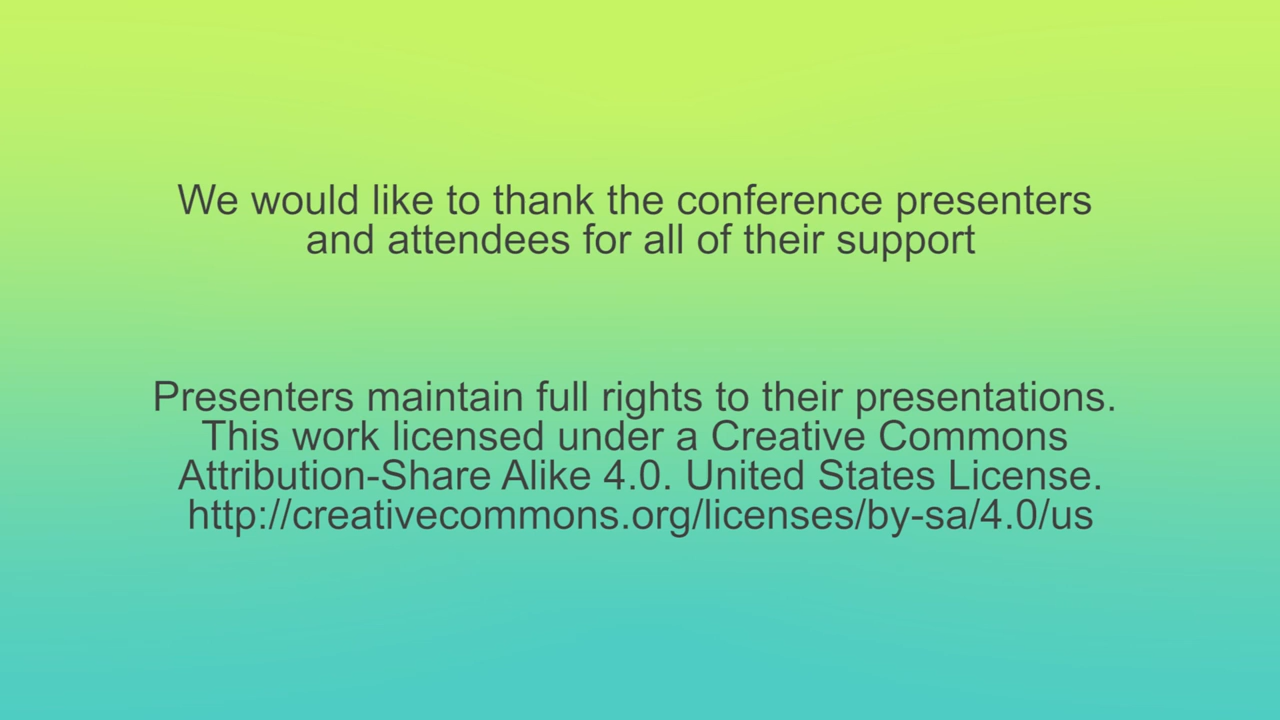 We would like to thank the conference presenters
and attendees for all of their support
Presenters maintain full rights to their presentations.
This work licensed under a Creative Commons
Attribution-Share Alike 4.0. United States License.
http://creativecommons.org/licenses/by-sa/4.0/us